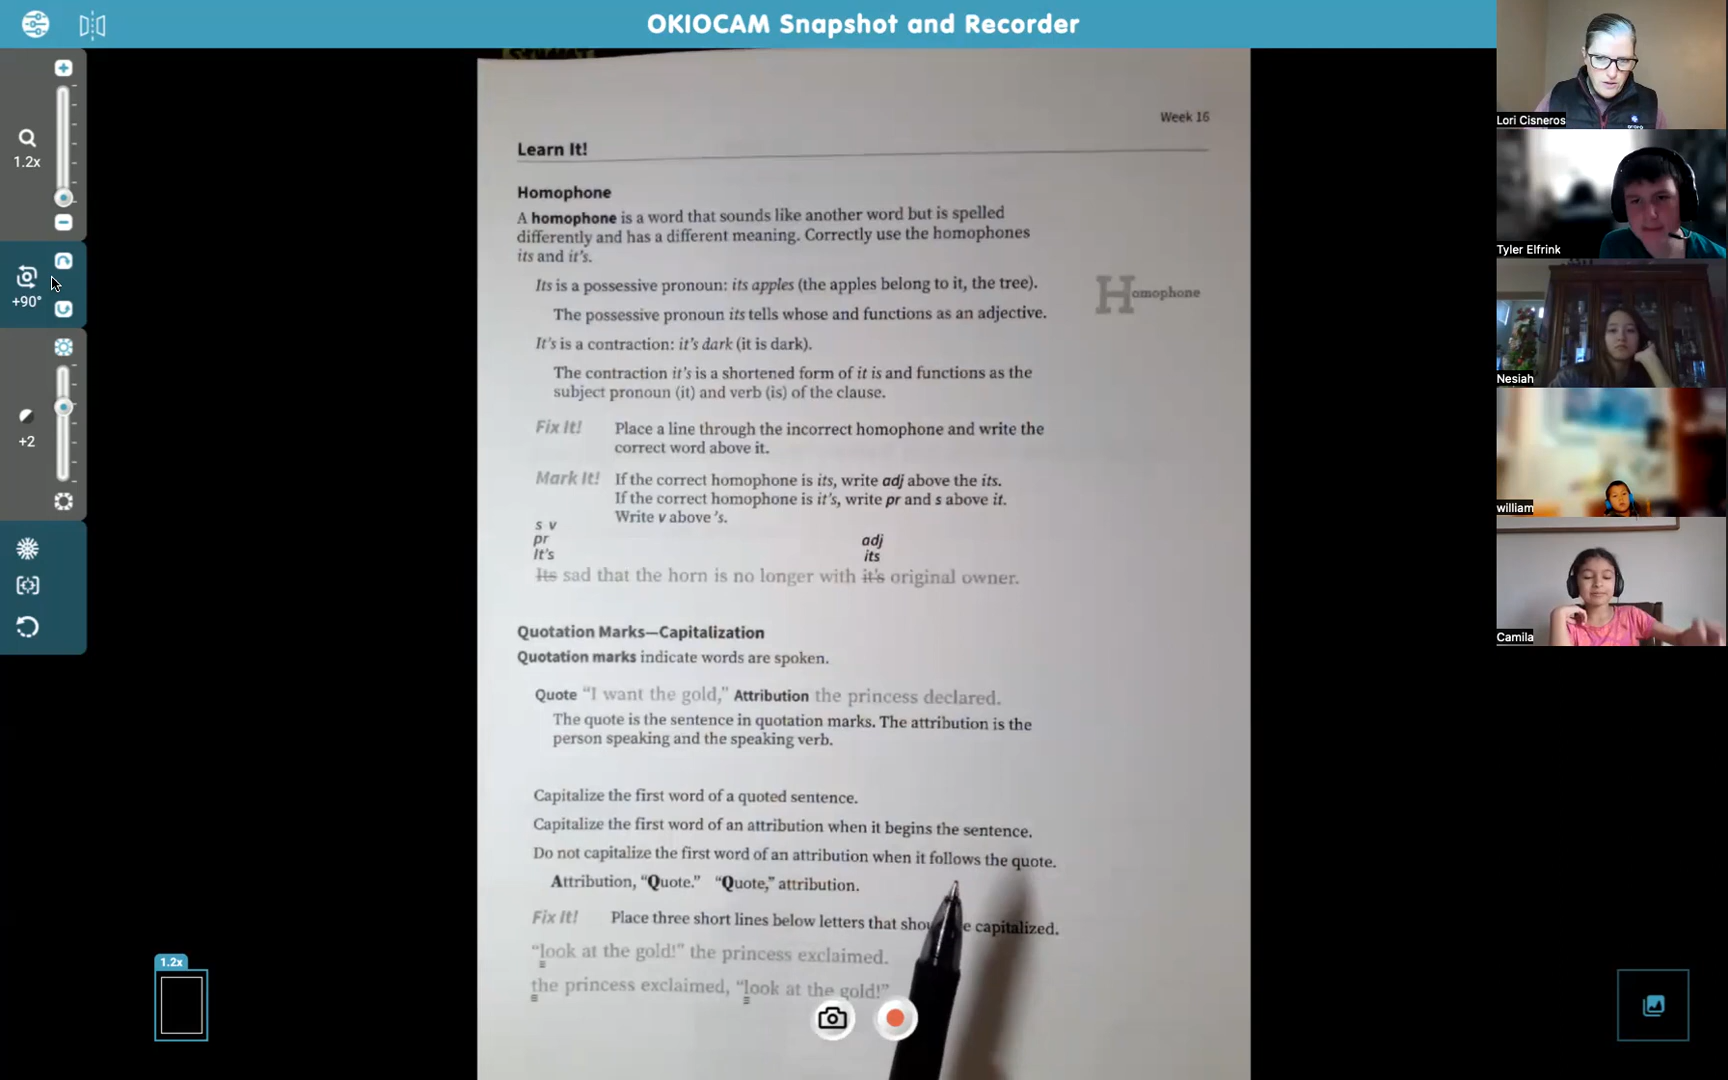 OKIOCAM Snapshot and Recorder
1.2x
+90°
+2
1.2x
Week 16
Learn It!
Homophone
A homophone is a word that sounds like another word but is spelled
differently and has a different meaning. Correctly use the homophones
its and it's.
Its is a possessive pronoun: its apples (the apples belong to it, the tree).
The possessive pronoun its tells whose and functions as an adjective.
It's is a contraction: it's dark (it is dark).
The contraction it's is a shortened form of it is and functions as the
subject pronoun (it) and verb (is) of the clause.
Homophone
Fix It! Place a line through the incorrect homophone and write the
correct word above it.
Mark It! If the correct homophone is its, write adj above the its.
If the correct homophone is it's, write pr and s above it.
Write v above 's.
s v
pr adj
It's its
Its sad that the horn is no longer with it's original owner.
Quotation Marks—Capitalization
Quotation marks indicate words are spoken.
Quote "I want the gold," Attribution the princess declared.
The quote is the sentence in quotation marks. The attribution is the
person speaking and the speaking verb.
Capitalize the first word of a quoted sentence.
Capitalize the first word of an attribution when it begins the sentence.
Do not capitalize the first word of an attribution when it follows the quote.
Attribution, "Quote." "Quote," attribution.
Fix It! Place three short lines below letters that capitalized.
"look at the gold!" the princess exclaimed.
the princess exclaimed, "look at the gold!"
Lori Cisneros
Tyler Elfrink
Nesiah
william
Camila